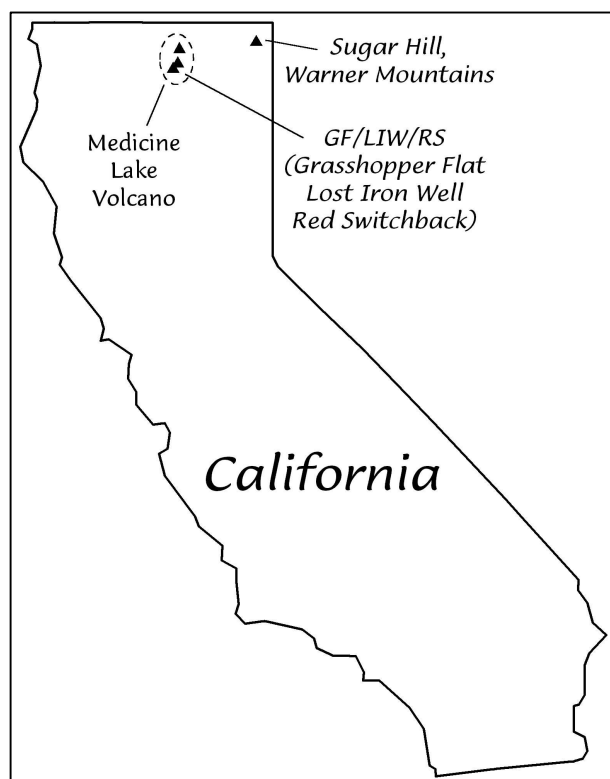 Sugar Hill,
Warner Mountains
Medicine
Lake
Volcano
GF/LIW/RS
(Grasshopper Flat
Lost Iron Well
Red Switchback)
California